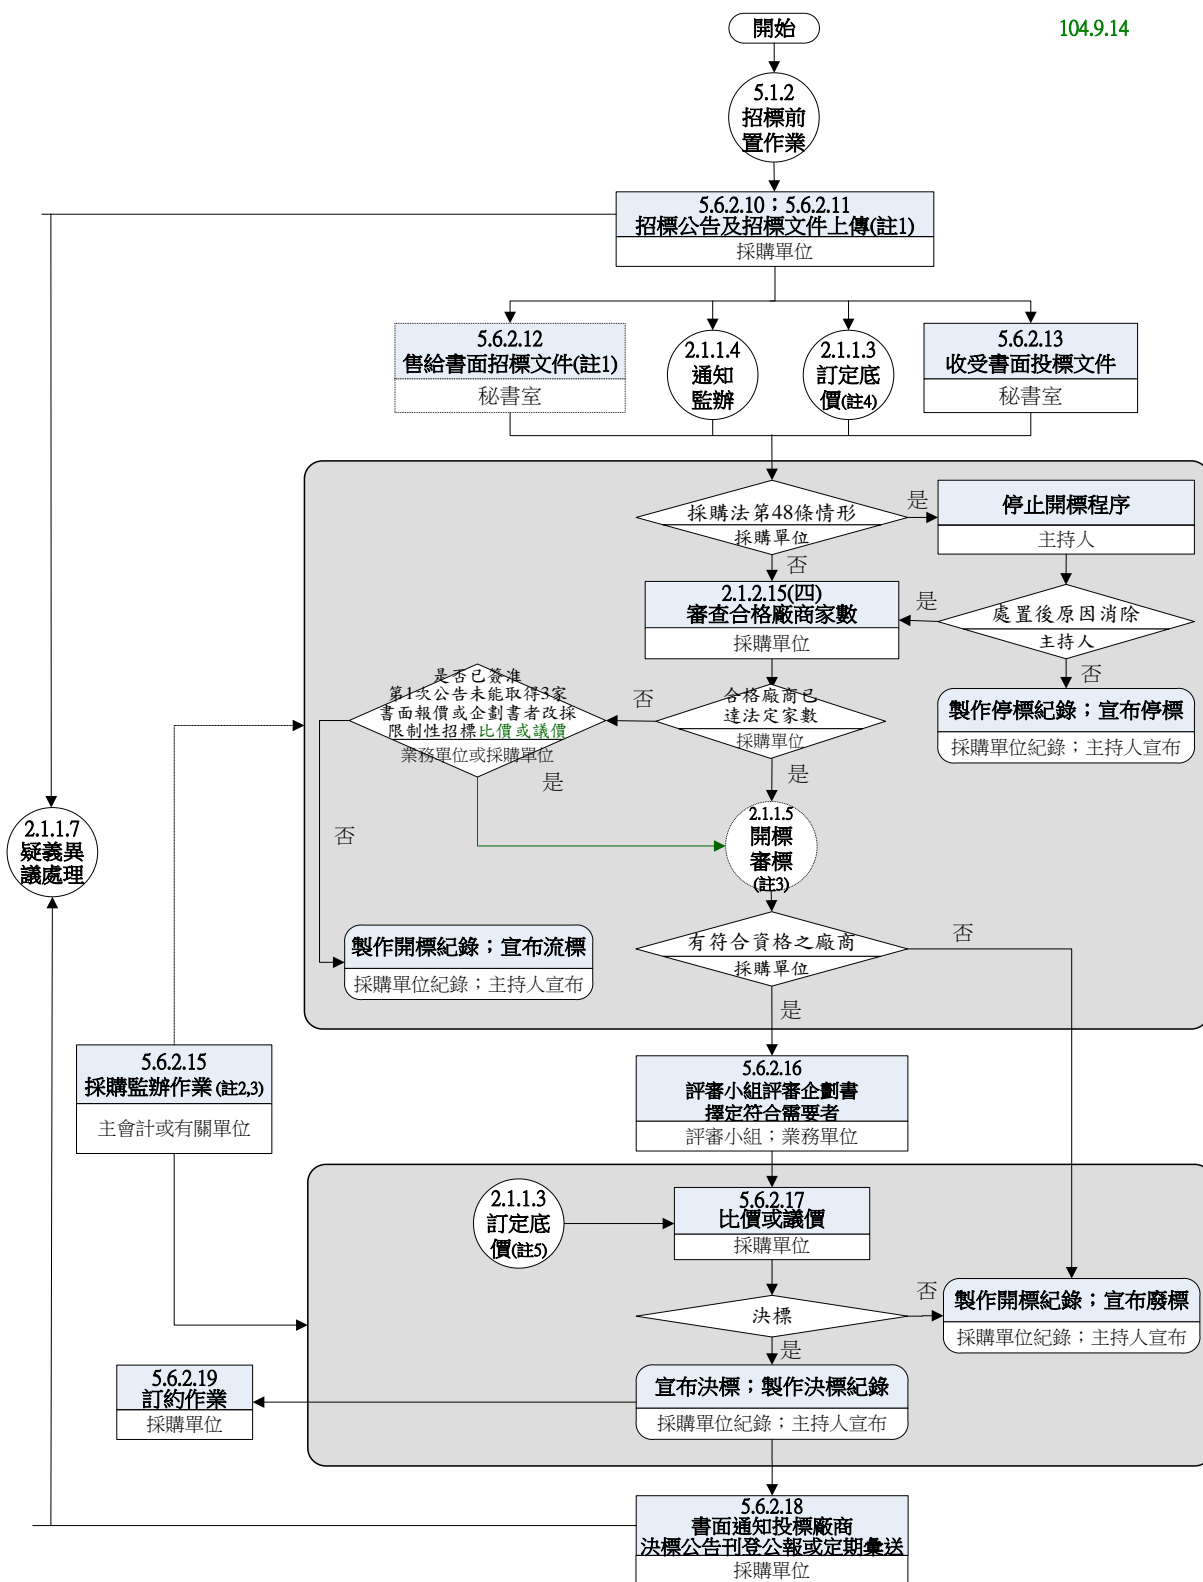 開始
104.9.14
5.1.2
招標前
置作業
5.6.2.10；5.6.2.11
招標公告及招標文件上傳(註1)
採購單位
5.6.2.12
售給書面招標文件(註1)
秘書室
2.1.1.4
通知
監辦
2.1.1.3
訂定底
價(註4)
5.6.2.13
收受書面投標文件
秘書室
採購法第48條情形
採購單位
是
否
停止開標程序
主持人
2.1.2.15(四)
審查合格廠商家數
採購單位
是
處置後原因消除
主持人
否
製作停標紀錄；宣布停標
採購單位紀錄；主持人宣布
是否已簽准
第1次公告未能取得3家
書面報價或企劃書者改採
限制性招標比價或議價
業務單位或採購單位
否
合格廠商已
達法定家數
採購單位
是
是
否
2.1.1.5
開標
審標
(註3)
2.1.1.7
疑義異
議處理
製作開標紀錄；宣布流標
採購單位紀錄；主持人宣布
有符合資格之廠商
採購單位
否
是
5.6.2.15
採購監辦作業(註2,3)
主會計或有關單位
5.6.2.16
評審小組評審企劃書
擇定符合需要者
評審小組；業務單位
2.1.1.3
訂定底
價(註5)
5.6.2.17
比價或議價
採購單位
決標
否
是
製作開標紀錄；宣布廢標
採購單位紀錄；主持人宣布
5.6.2.19
訂約作業
採購單位
宣布決標；製作決標紀錄
採購單位紀錄；主持人宣布
5.6.2.18
書面通知投標廠商
決標公告刊登公報或定期彙送
採購單位